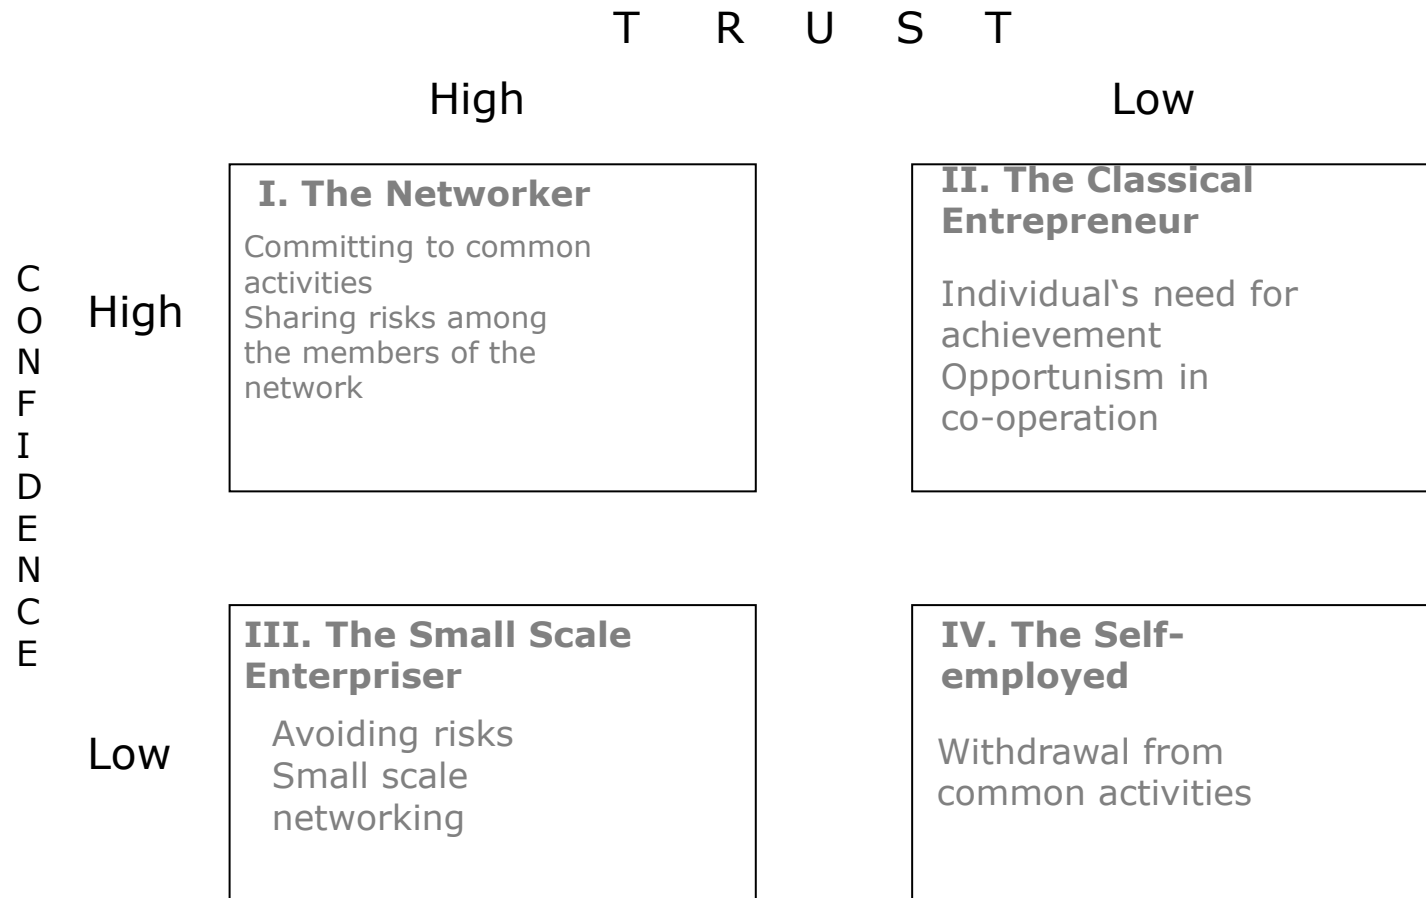 T R U S T
High Low
C
O
N
F
I
D
E
N
C
E
High
I. The Networker
Committing to common
activities
Sharing risks among
the members of the
network
II. The Classical
Entrepreneur
Individual‘s need for
achievement
Opportunism in
co-operation
Low
III. The Small Scale
Enterpriser
Avoiding risks
Small scale
networking
IV. The Self-
employed
Withdrawal from
common activities